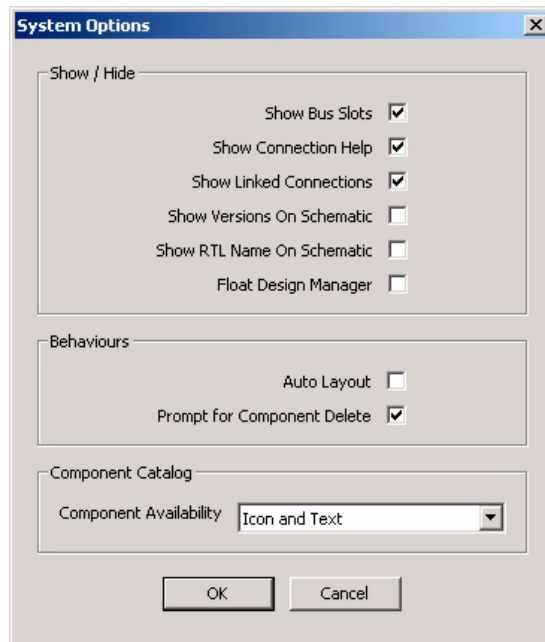 System Options
Show / Hide
Show Bus Slots
Show Connection Help
Show Linked Connections
Show Versions On Schematic
Show RTL Name On Schematic
Float Design Manager
Behaviours
Auto Layout
Prompt for Component Delete
Component Catalog
Component Availability Icon and Text
OK Cancel